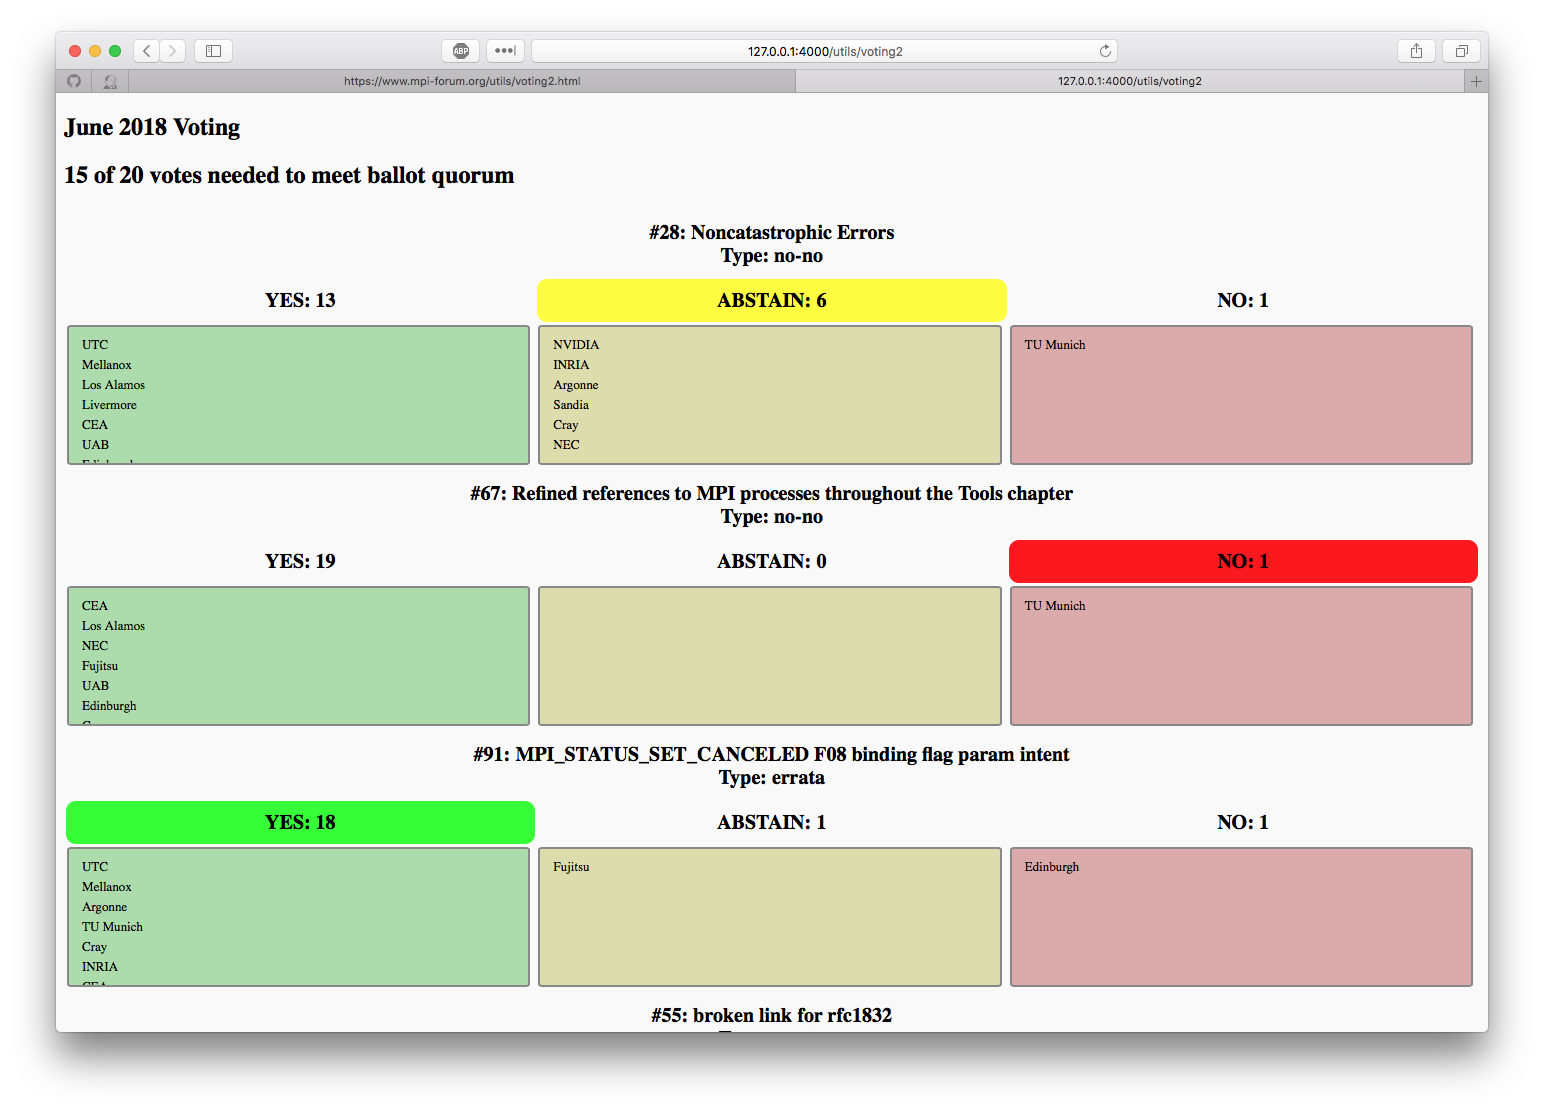 127.0.0.1:4000/utils/voting2
ABP
https://www.mpi-forum.org/utils/voting2.html
127.0.0.1:4000/utils/voting2
June 2018 Voting
15 of 20 votes needed to meet ballot quorum
#28: Noncatastrophic Errors
Type: no-no
YES: 13
ABSTAIN: 6
NO: 1
UTC
Mellanox
Los Alamos
Livermore
CEA
UAB
NVIDIA
INRIA
Argonne
Sandia
Cray
NEC
TU Munich
#67: Refined references to MPI processes throughout the Tools chapter
Type: no-no
YES: 19
ABSTAIN: 0
NO: 1
CEA
Los Alamos
NEC
Fujitsu
UAB
Edinburgh
TU Munich
#91: MPI_STATUS_SET_CANCELED F08 binding flag param intent
Type: errata
YES: 18
ABSTAIN: 1
NO: 1
UTC
Mellanox
Argonne
TU Munich
Cray
INRIA
CEA
Fujitsu
Edinburgh
#55: broken link for rfc1832